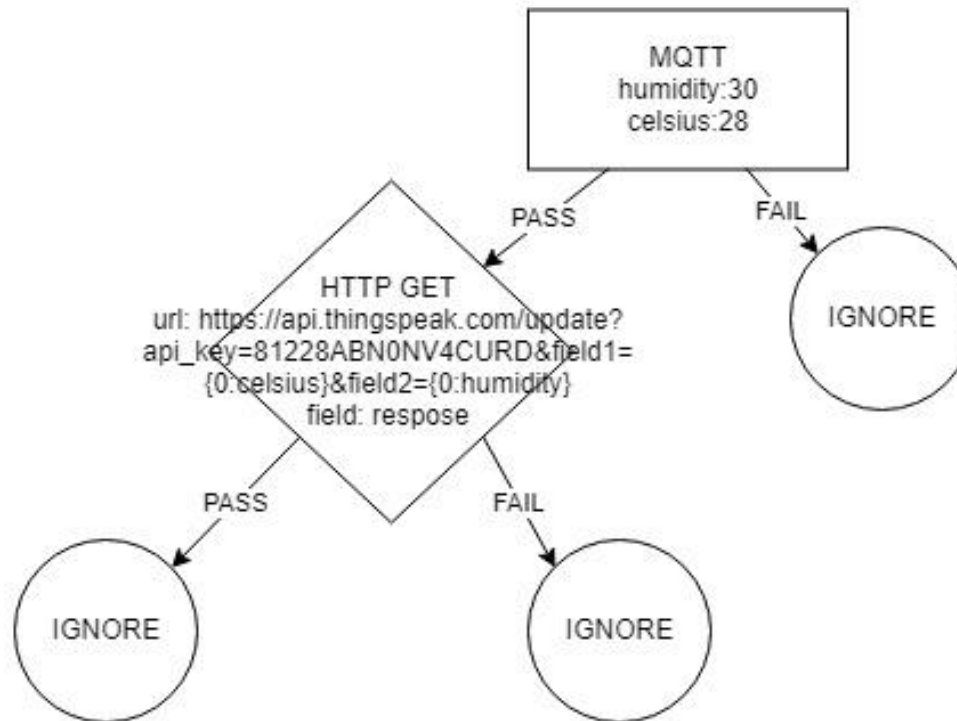 MQTT
humidity:30
celsius:28
PASS
FAIL
HTTP GET
url: https://api.thingspeak.com/update?
api_key=81228ABN0NV4CURD&field1=
{0:celsius}&field2={0:humidity}
field: respose
IGNORE
PASS
FAIL
IGNORE
IGNORE